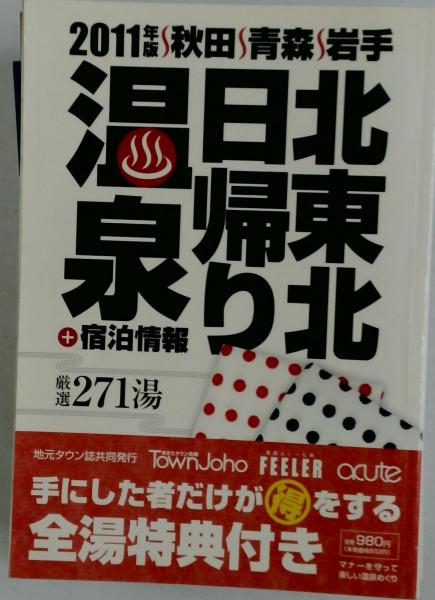 2011年版 秋田 青森 岩手
北東北
日帰り
温泉
+宿泊情報
厳選271湯
地元タウン誌共同発行 TownJoho FEELER acute
手にした者だけが得をする
全湯特典付き
980円
マナーを守って
楽しい温泉めぐり